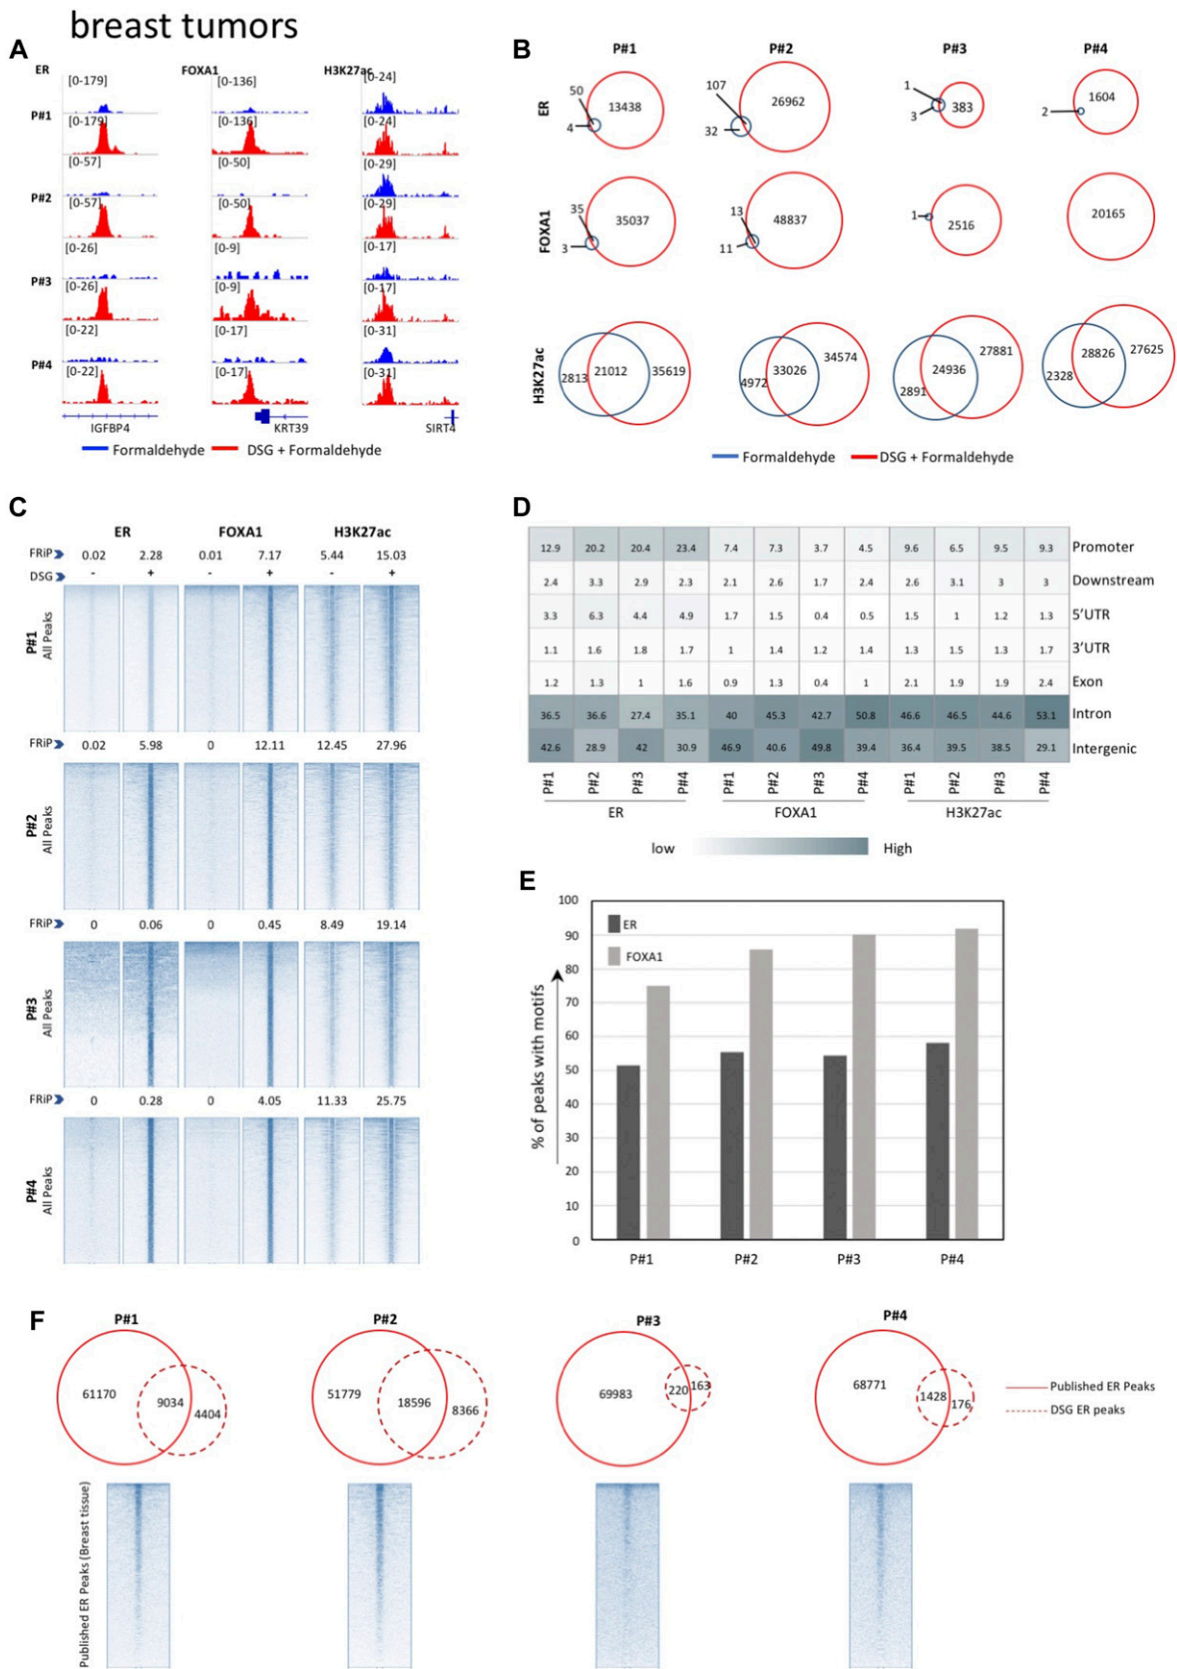 breast tumors
A
ER FOXA1 H3K27ac
[0-179] [0-136] [0-24]
P#1
[0-179] [0-136] [0-24]
[0-57] [0-50] [0-29]
P#2
[0-57] [0-50] [0-29]
[0-26] [0-9] [0-17]
P#3
[0-26] [0-9] [0-17]
[0-22] [0-17] [0-31]
P#4
[0-22] [0-17] [0-31]
IGFBP4 KRT39 SIRT4
Formaldehyde DSG + Formaldehyde
B
P#1 P#2 P#3 P#4
ER
50 13438 4
107 26962 32
1 383 3
1604 2
FOXA1
35 35037 3
13 48837 11
1 2516
20165
H3K27ac
2813 21012 35619
4972 33026 34574
2891 24936 27881
2328 28826 27625
Formaldehyde DSG + Formaldehyde
C
ER FOXA1 H3K27ac
FRiP 0.02 2.28 0.01 7.17 5.44 15.03
DSG - + - + - +
P#1
All Peaks
FRiP 0.02 5.98 0 12.11 12.45 27.96
P#2
All Peaks
FRiP 0 0.06 0 0.45 8.49 19.14
P#3
All Peaks
FRiP 0 0.28 0 4.05 11.33 25.75
P#4
All Peaks
D
12.9 20.2 20.4 23.4 7.4 7.3 3.7 4.5 9.6 6.5 9.5 9.3 Promoter
2.4 3.3 2.9 2.3 2.1 2.6 1.7 2.4 2.6 3.1 3 3 Downstream
3.3 6.3 4.4 4.9 1.7 1.5 0.4 0.5 1.5 1 1.2 1.3 5'UTR
1.1 1.6 1.8 1.7 1 1.4 1.2 1.4 1.3 1.5 1.3 1.7 3'UTR
1.2 1.3 1 1.6 0.9 1.3 0.4 1 2.1 1.9 1.9 2.4 Exon
36.5 36.6 27.4 35.1 40 45.3 42.7 50.8 46.6 46.5 44.6 53.1 Intron
42.6 28.9 42 30.9 46.9 40.6 49.8 39.4 36.4 39.5 38.5 29.1 Intergenic
P#1 P#2 P#3 P#4 P#1 P#2 P#3 P#4 P#1 P#2 P#3 P#4
ER FOXA1 H3K27ac
low High
E
% of peaks with motifs
100
90
80
70
60
50
40
30
20
10
0
ER
FOXA1
P#1 P#2 P#3 P#4
F
P#1 P#2 P#3 P#4
61170 9034 4404
51779 18596 8366
69983 220 163
68771 1428 176
Published ER Peaks
DSG ER peaks
Published ER Peaks (Breast tissue)